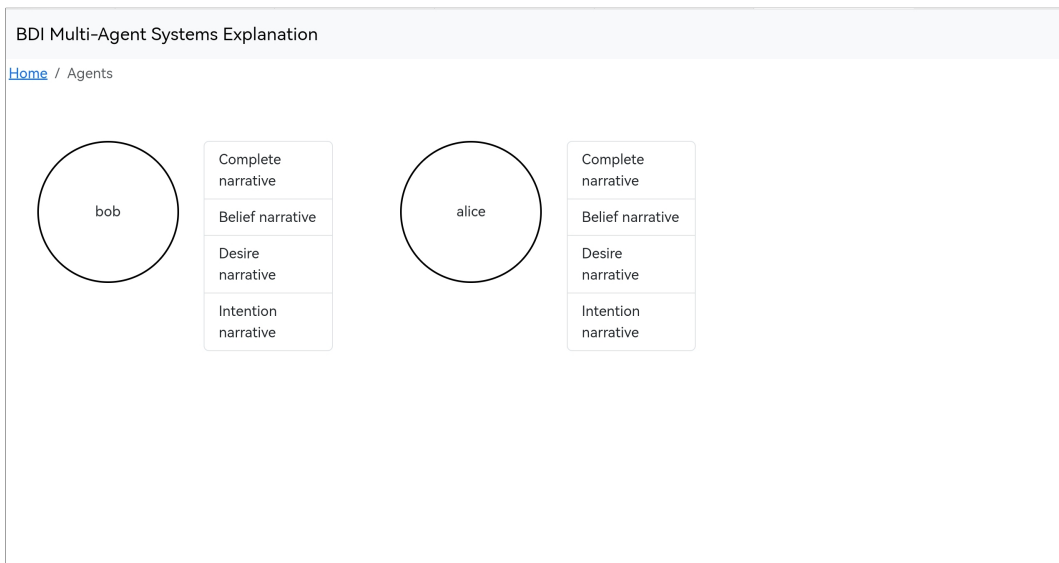 BDI Multi-Agent Systems Explanation
Home / Agents
bob
Complete
narrative
Belief narrative
Desire
narrative
Intention
narrative
alice
Complete
narrative
Belief narrative
Desire
narrative
Intention
narrative